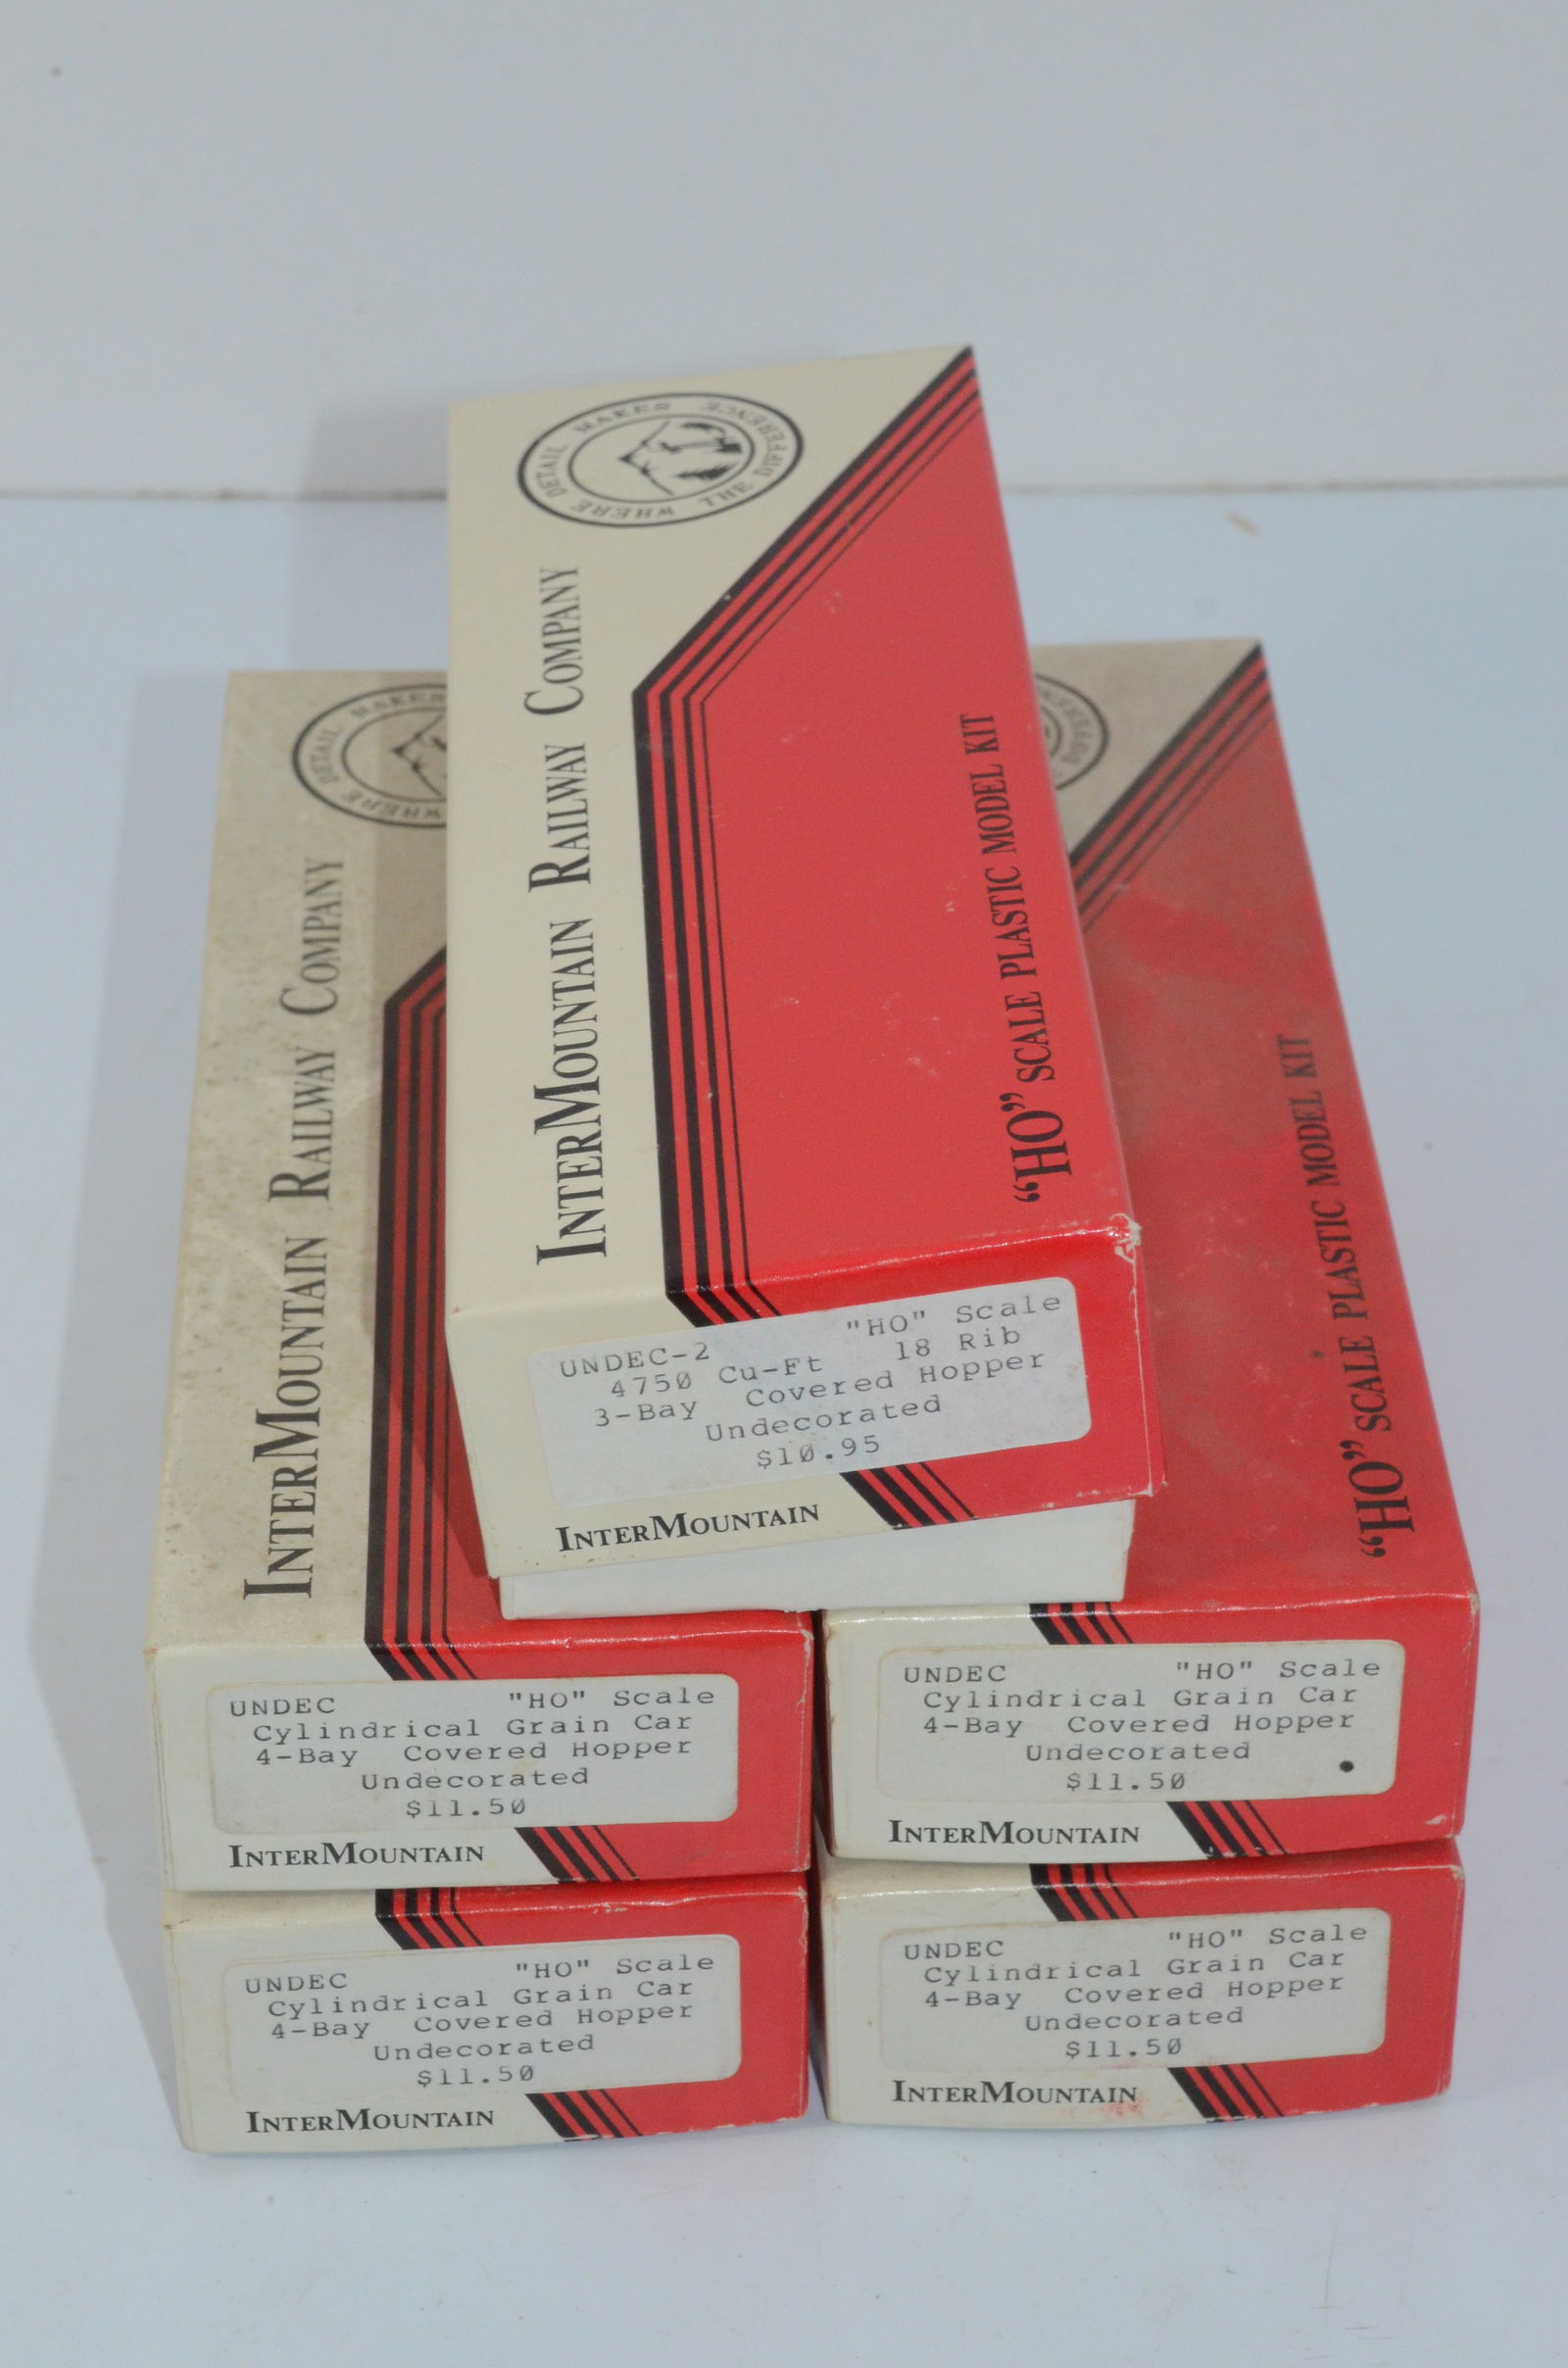 WHERE DETAIL MAKES THE DIFFERENCE
INTERMOUNTAIN RAILWAY COMPANY
"HO" SCALE PLASTIC MODEL KIT
UNDEC-2 "HO" Scale
4750 Cu-Ft 18 Rib
3-Bay Covered Hopper
Undecorated
$10.95
INTERMOUNTAIN
WHERE DETAIL MAKES
INTERMOUNTAIN RAILWAY COMPANY
UNDEC "HO" Scale
Cylindrical Grain Car
4-Bay Covered Hopper
Undecorated
$11.50
INTERMOUNTAIN
"HO" SCALE PLASTIC MODEL KIT
UNDEC "HO" Scale
Cylindrical Grain Car
4-Bay Covered Hopper
Undecorated
$11.50
INTERMOUNTAIN
UNDEC "HO" Scale
Cylindrical Grain Car
4-Bay Covered Hopper
Undecorated
$11.50
INTERMOUNTAIN
UNDEC "HO" Scale
Cylindrical Grain Car
4-Bay Covered Hopper
Undecorated
$11.50
INTERMOUNTAIN